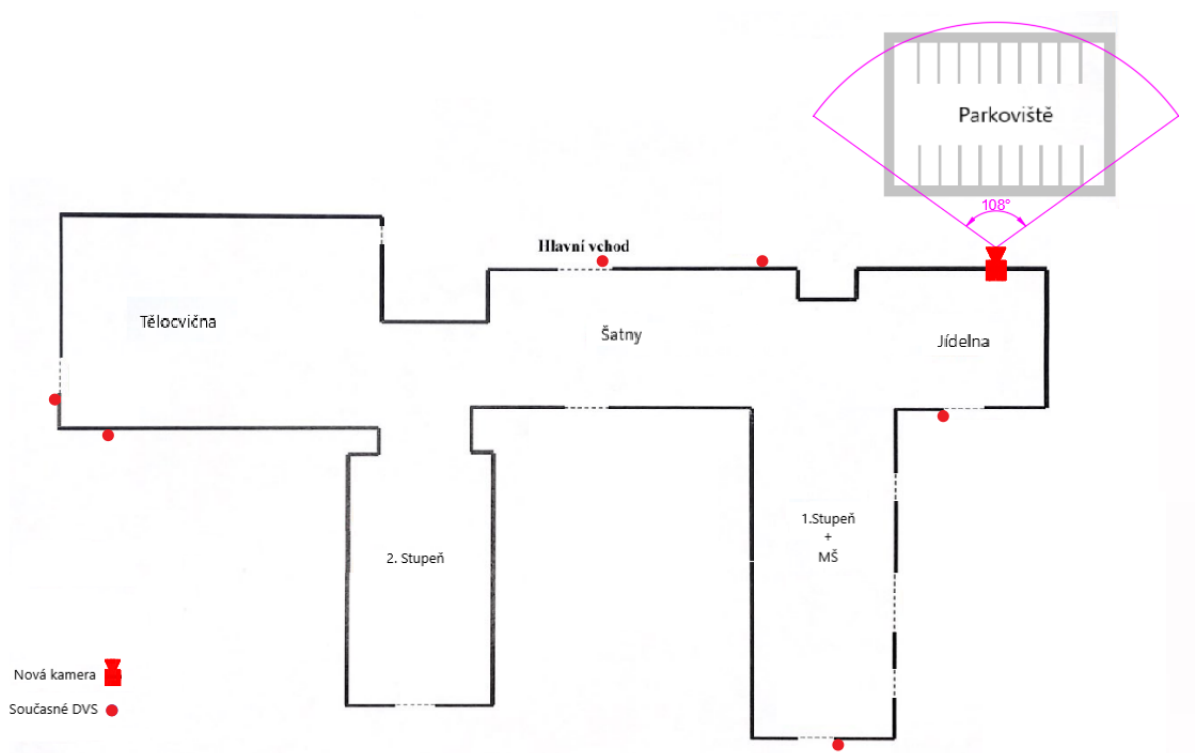 Parkoviště
108°
Hlavní vchod
Tělocvična
Šatny
Jídelna
1.Stupeň
+
MŠ
2. Stupeň
Nová kamera
Současné DVS